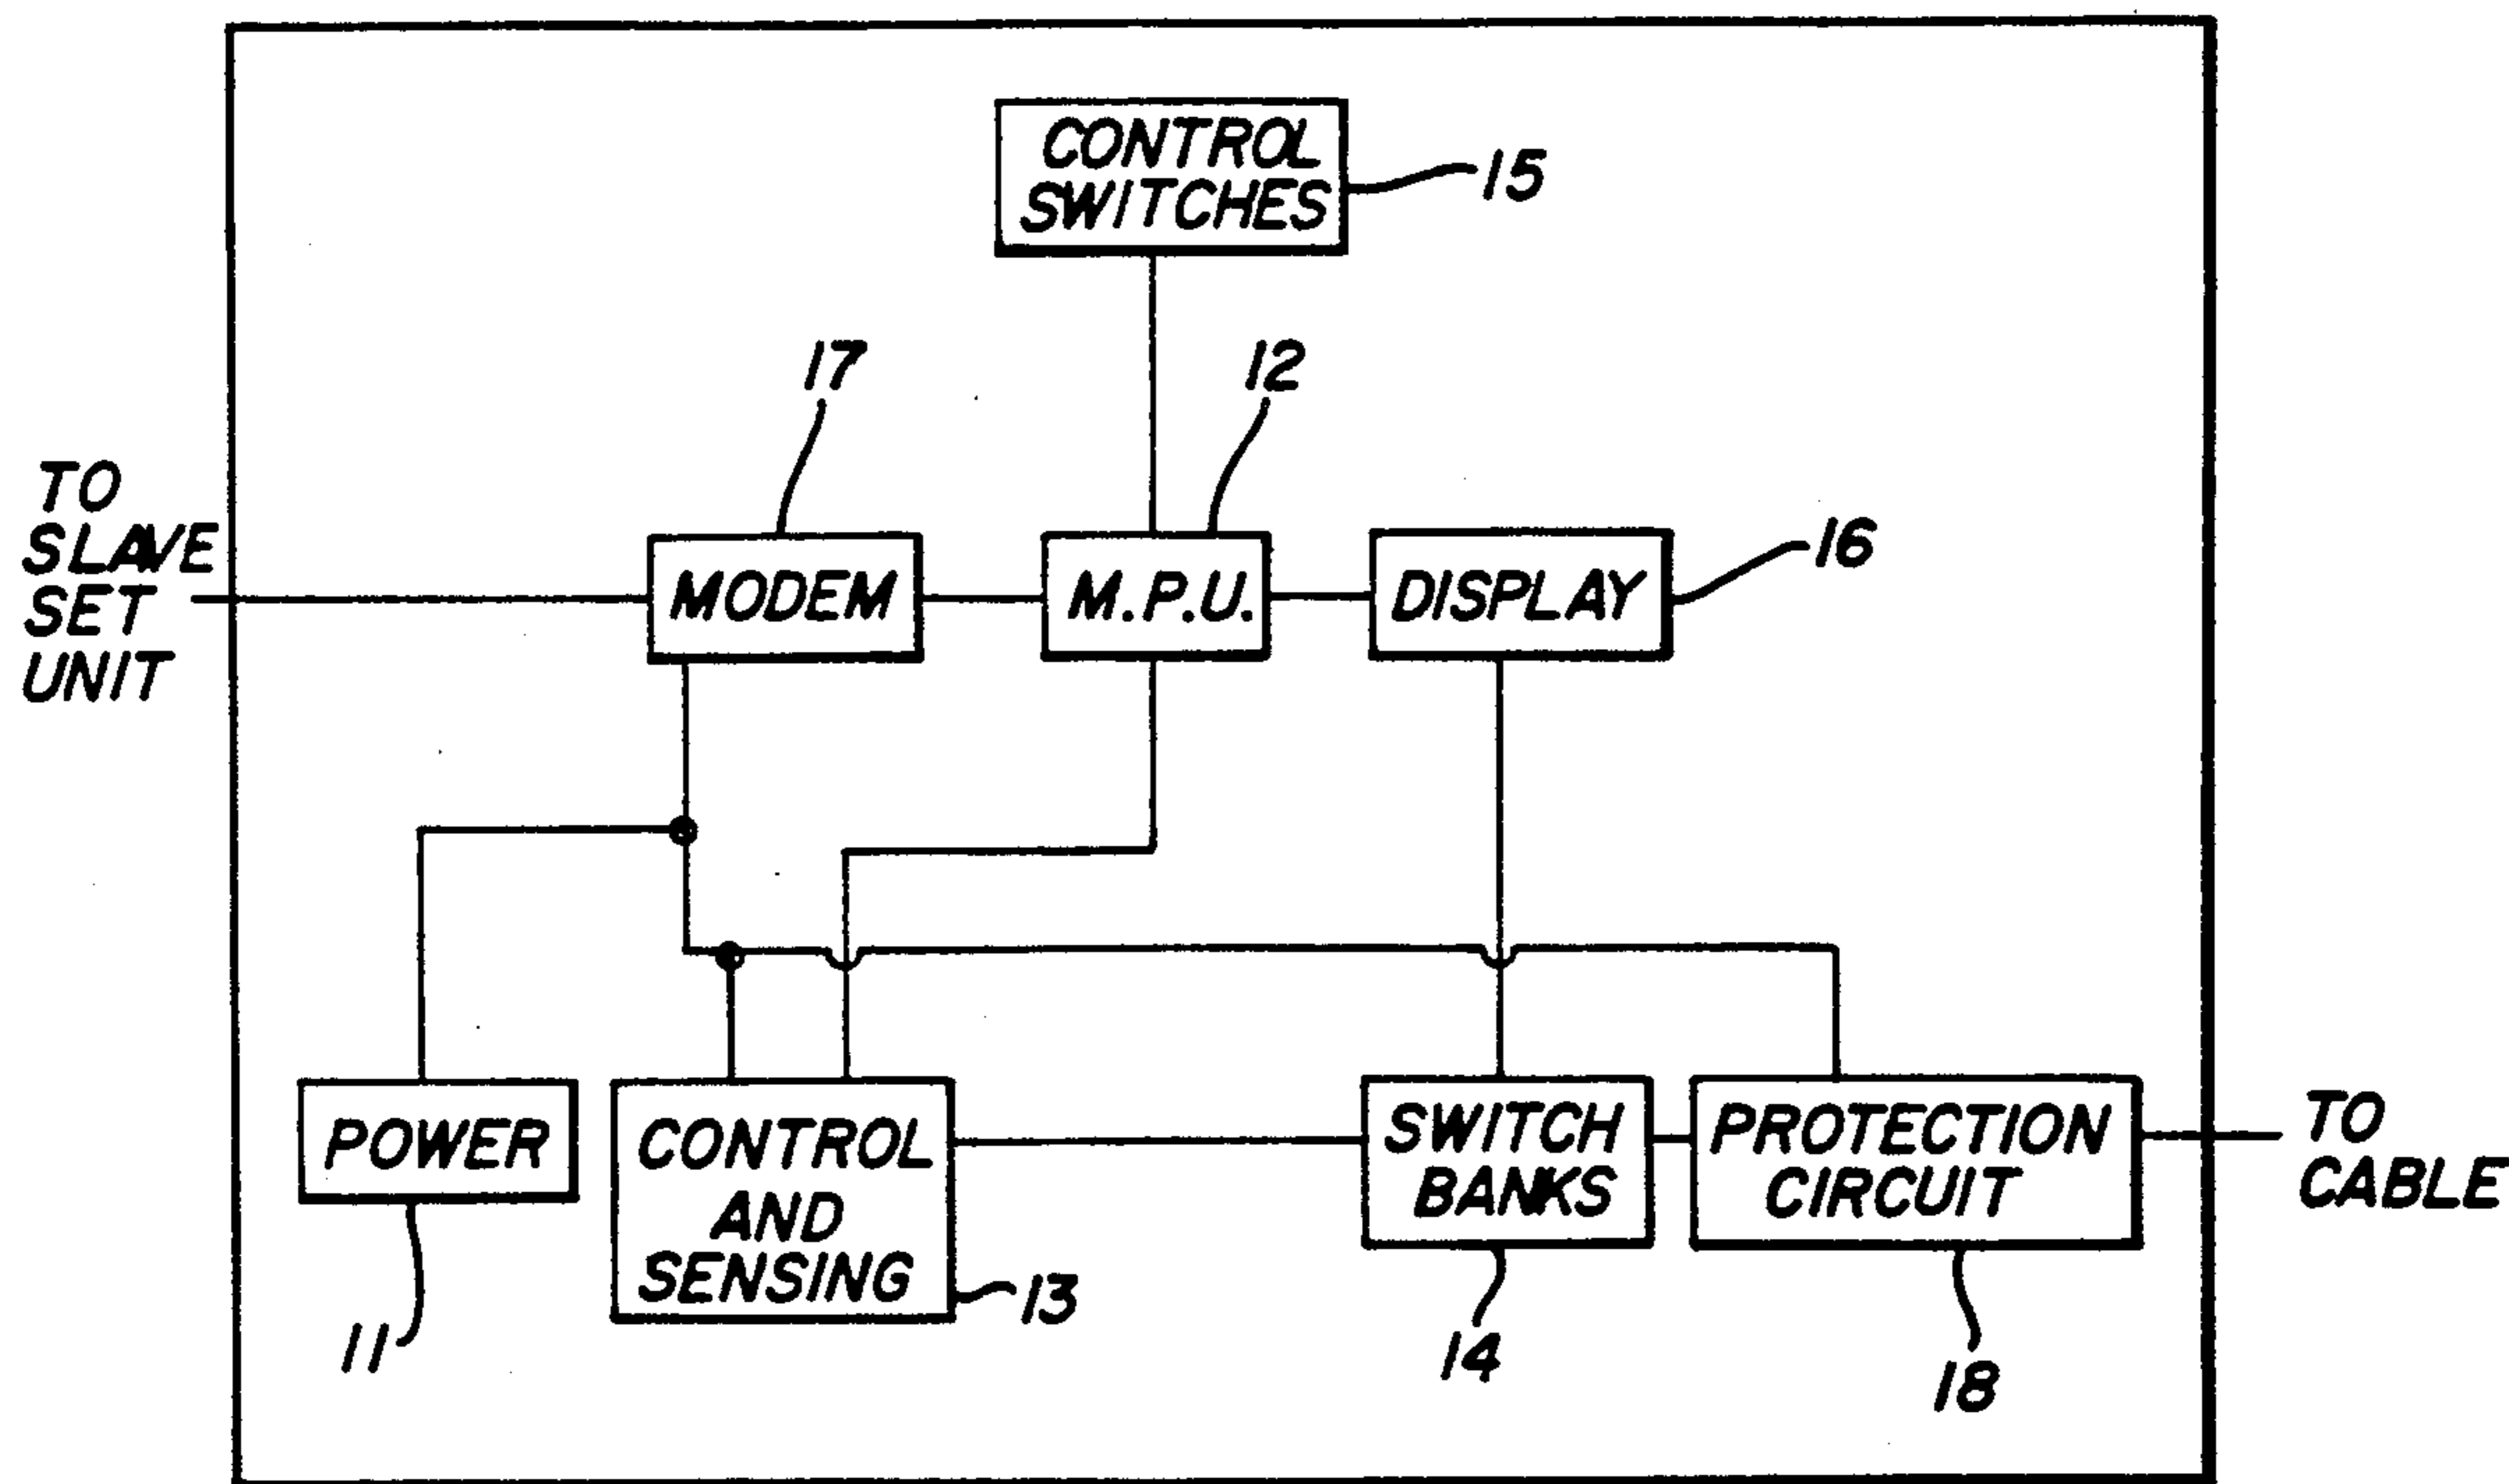 CONTROL
SWITCHES
15
17
12
TO
SLAVE
SET
UNIT
MODEM
M.P.U.
DISPLAY
16
POWER
11
CONTROL
AND
SENSING
13
SWITCH
BANKS
14
PROTECTION
CIRCUIT
18
TO
CABLE